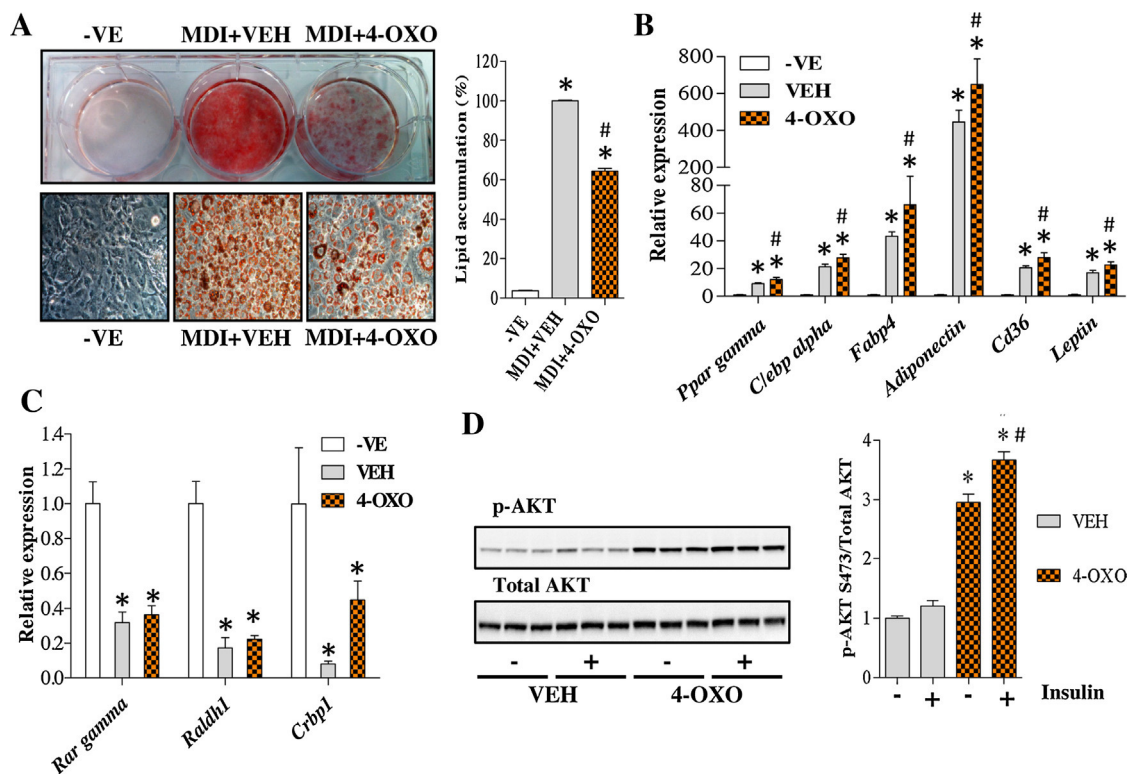 A
-VE MDI+VEH MDI+4-OXO
-VE MDI+VEH MDI+4-OXO
Lipid accumulation (%)
120
100
80
60
40
20
0
-VE
MDI+VEH
MDI+4-OXO
*
#
*
B
Relative expression
800
600
400
200
80
60
40
20
0
-VE
VEH
4-OXO
*
#
*
*
#
*
*
#
*
*
#
*
*
#
*
*
#
*
Ppar gamma
C/ebp alpha
Fabp4
Adiponectin
Cd36
Leptin
C
Relative expression
1.4
1.2
1.0
0.8
0.6
0.4
0.2
0.0
-VE
VEH
4-OXO
* *
* *
* *
Rar gamma
Raldh1
Crbp1
D
p-AKT
Total AKT
- + - +
VEH 4-OXO
p-AKT S473/Total AKT
4
3
2
1
0
*
* #
VEH
4-OXO
- + - + Insulin